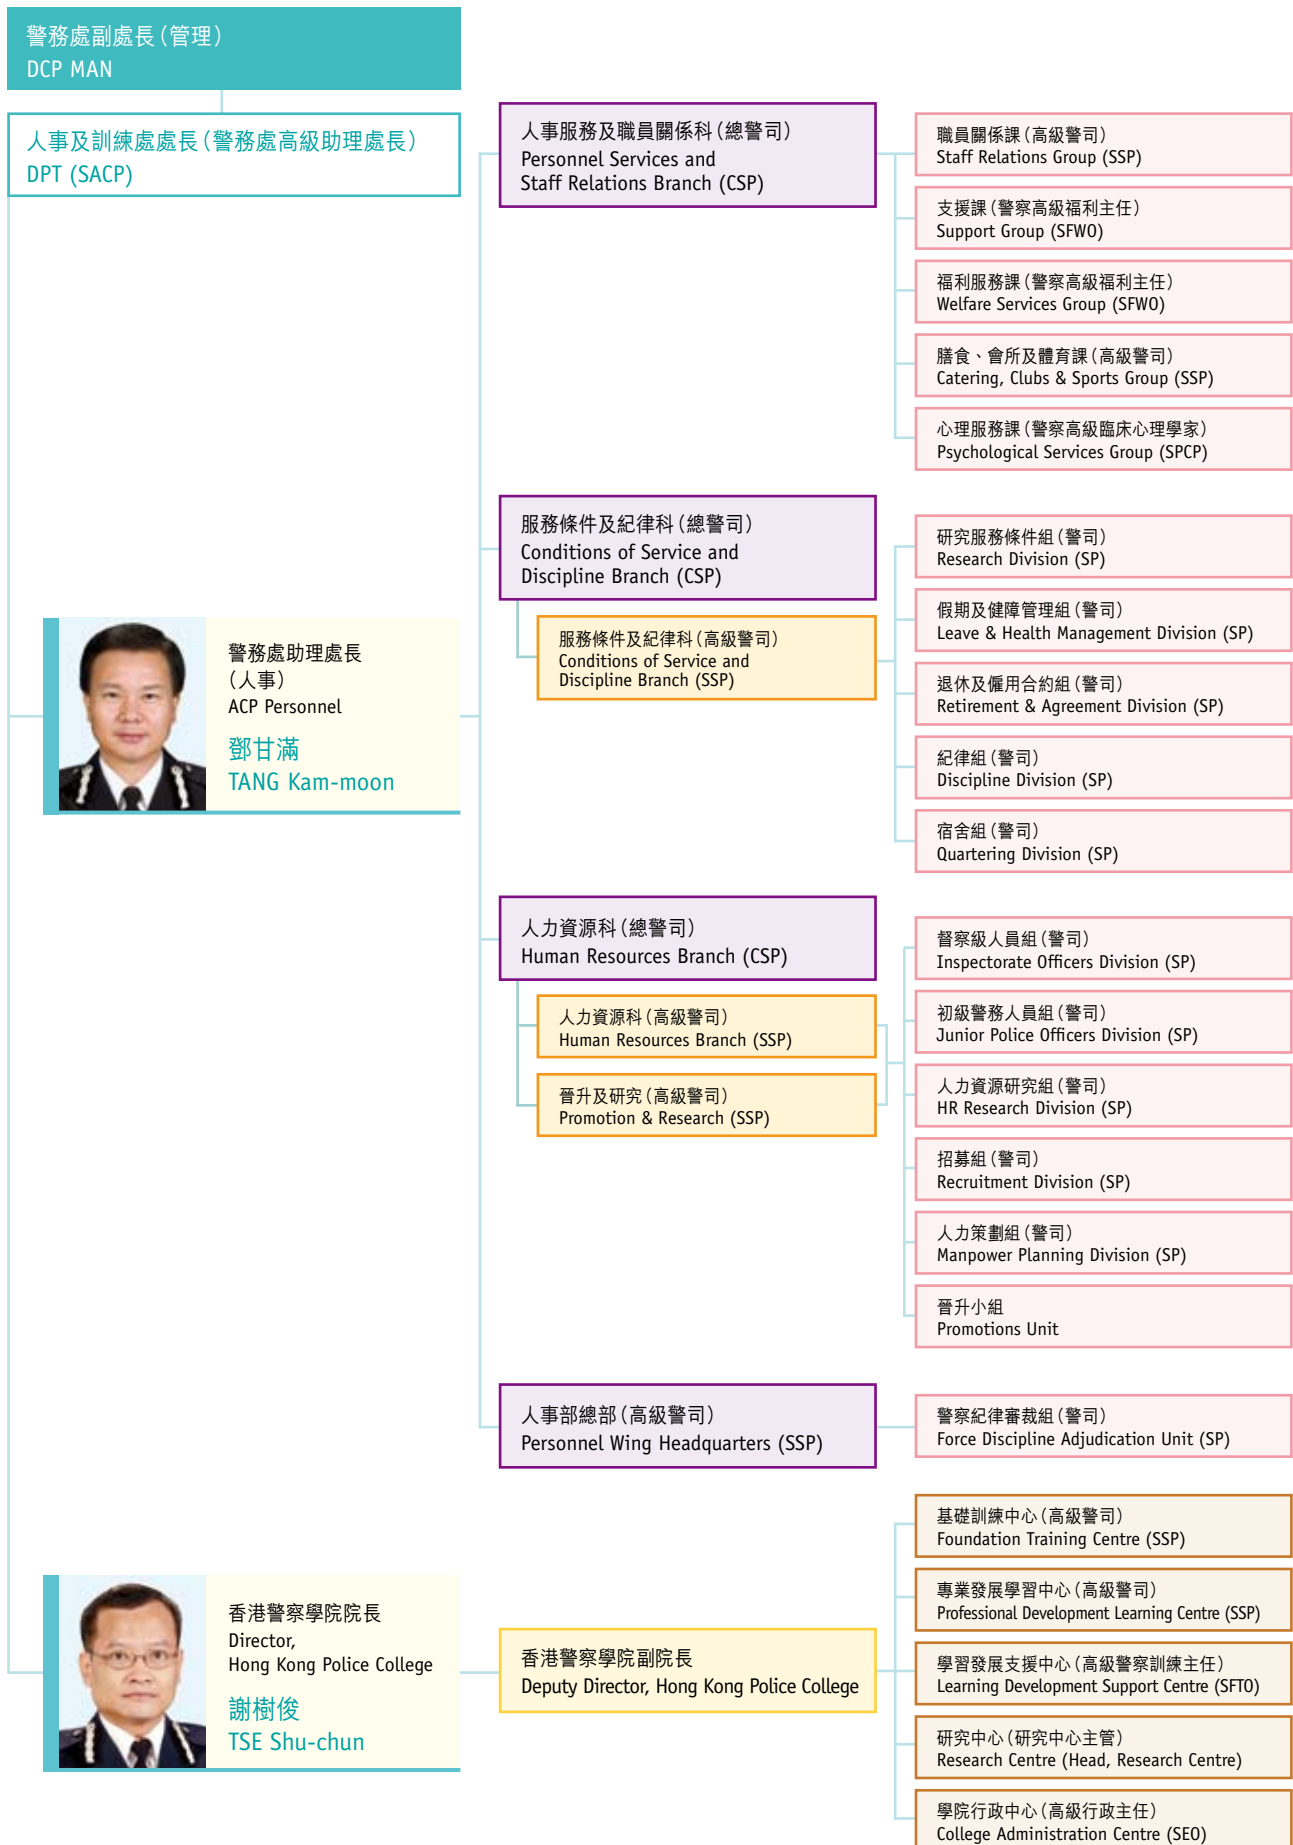 警務處副處長（管理）
DCP MAN
人事及訓練處處長（警務處高級助理處長）
DPT (SACP)
警務處助理處長
（人事）
ACP Personnel
鄧甘滿
TANG Kam-moon
人事服務及職員關係科（總警司）
Personnel Services and
Staff Relations Branch (CSP)
職員關係課（高級警司）
Staff Relations Group (SSP)
支援課（警察高級福利主任）
Support Group (SFWO)
福利服務課（警察高級福利主任）
Welfare Services Group (SFWO)
膳食、會所及體育課（高級警司）
Catering, Clubs & Sports Group (SSP)
心理服務課（警察高級臨床心理學家）
Psychological Services Group (SPCP)
服務條件及紀律科（總警司）
Conditions of Service and
Discipline Branch (CSP)
服務條件及紀律科（高級警司）
Conditions of Service and
Discipline Branch (SSP)
研究服務條件組（警司）
Research Division (SP)
假期及健障管理組（警司）
Leave & Health Management Division (SP)
退休及僱用合約組（警司）
Retirement & Agreement Division (SP)
紀律組（警司）
Discipline Division (SP)
宿舍組（警司）
Quartering Division (SP)
人力資源科（總警司）
Human Resources Branch (CSP)
人力資源科（高級警司）
Human Resources Branch (SSP)
晉升及研究（高級警司）
Promotion & Research (SSP)
督察級人員組（警司）
Inspectorate Officers Division (SP)
初級警務人員組（警司）
Junior Police Officers Division (SP)
人力資源研究組（警司）
HR Research Division (SP)
招募組（警司）
Recruitment Division (SP)
人力策劃組（警司）
Manpower Planning Division (SP)
晉升小組
Promotions Unit
人事部總部（高級警司）
Personnel Wing Headquarters (SSP)
警察紀律審裁組（警司）
Force Discipline Adjudication Unit (SP)
香港警察學院院長
Director,
Hong Kong Police College
謝樹俊
TSE Shu-chun
香港警察學院副院長
Deputy Director, Hong Kong Police College
基礎訓練中心（高級警司）
Foundation Training Centre (SSP)
專業發展學習中心（高級警司）
Professional Development Learning Centre (SSP)
學習發展支援中心（高級警察訓練主任）
Learning Development Support Centre (SFTO)
研究中心（研究中心主管）
Research Centre (Head, Research Centre)
學院行政中心（高級行政主任）
College Administration Centre (SEO)